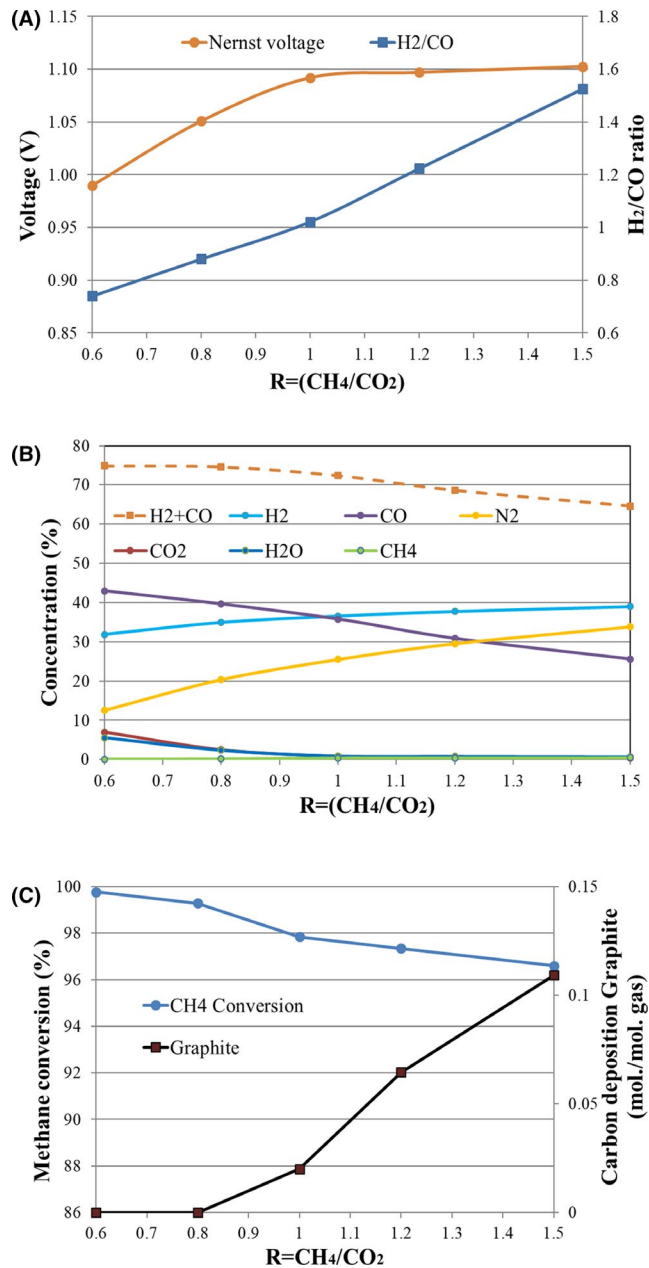 (A)
1.15 1.8
Nernst voltage H2/CO
1.10 1.6
1.05 1.4
1.00 1.2
0.95 1
0.90 0.8
0.85 0.6
Voltage (V)
H2/CO ratio
0.6 0.7 0.8 0.9 1 1.1 1.2 1.3 1.4 1.5
R=(CH4/CO2)
(B)
80
70
60
50
40
30
20
10
0
H2+CO H2 CO N2
CO2 H2O CH4
Concentration (%)
0.6 0.7 0.8 0.9 1 1.1 1.2 1.3 1.4 1.5
R=(CH4/CO2)
(C)
100 0.15
98
96 0.1
94
92
90 0.05
88
86 0
CH4 Conversion
Graphite
Methane conversion (%)
Carbon deposition Graphite
(mol./mol. gas)
0.6 0.7 0.8 0.9 1 1.1 1.2 1.3 1.4 1.5
R=CH4/CO2